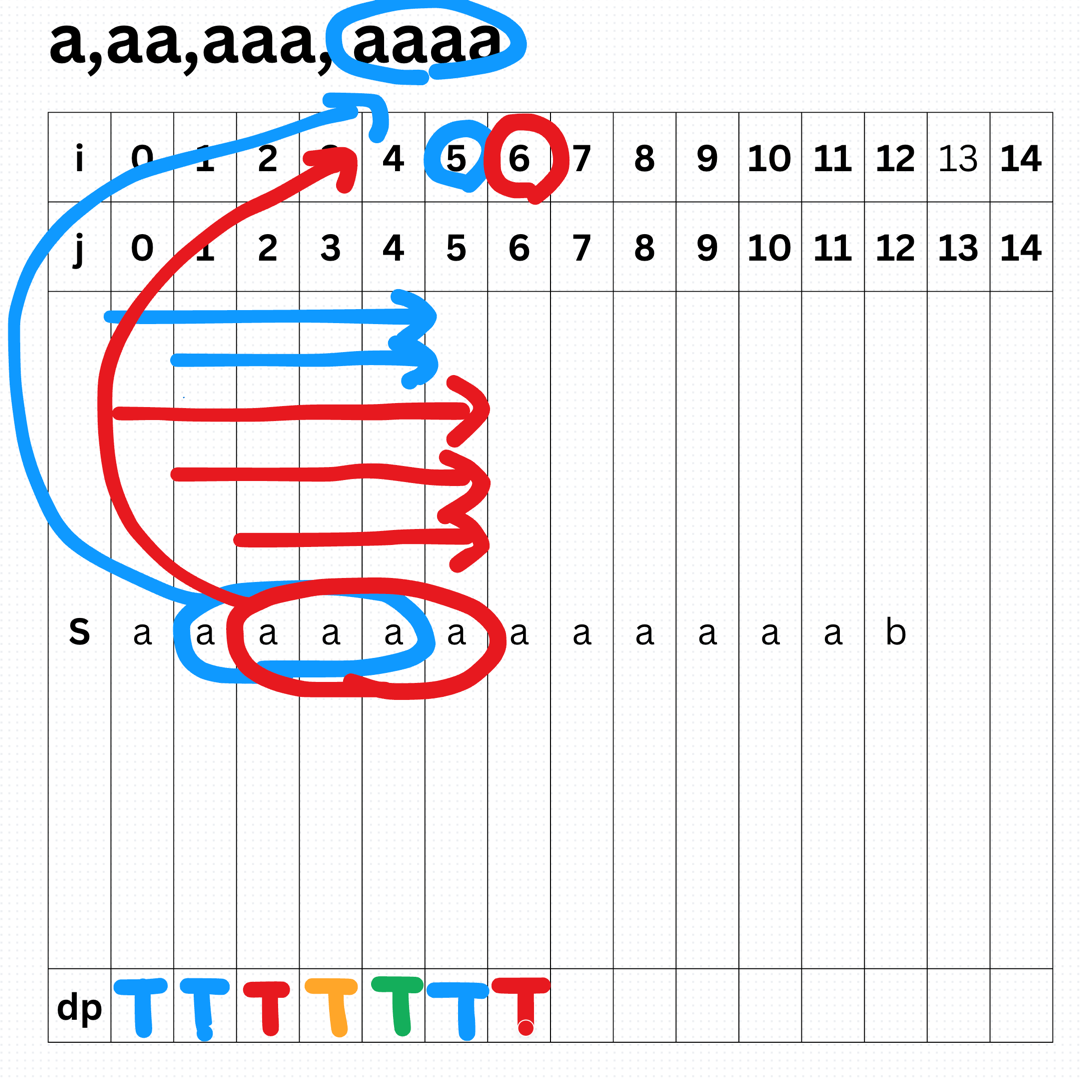 a,aa,aaa, aaaa
i 0 1 2 3 4 5 6 7 8 9 10 11 12 13 14
j 0 1 2 3 4 5 6 7 8 9 10 11 12 13 14
S a a a a a a a a a a a a b
dp T T T T T T T